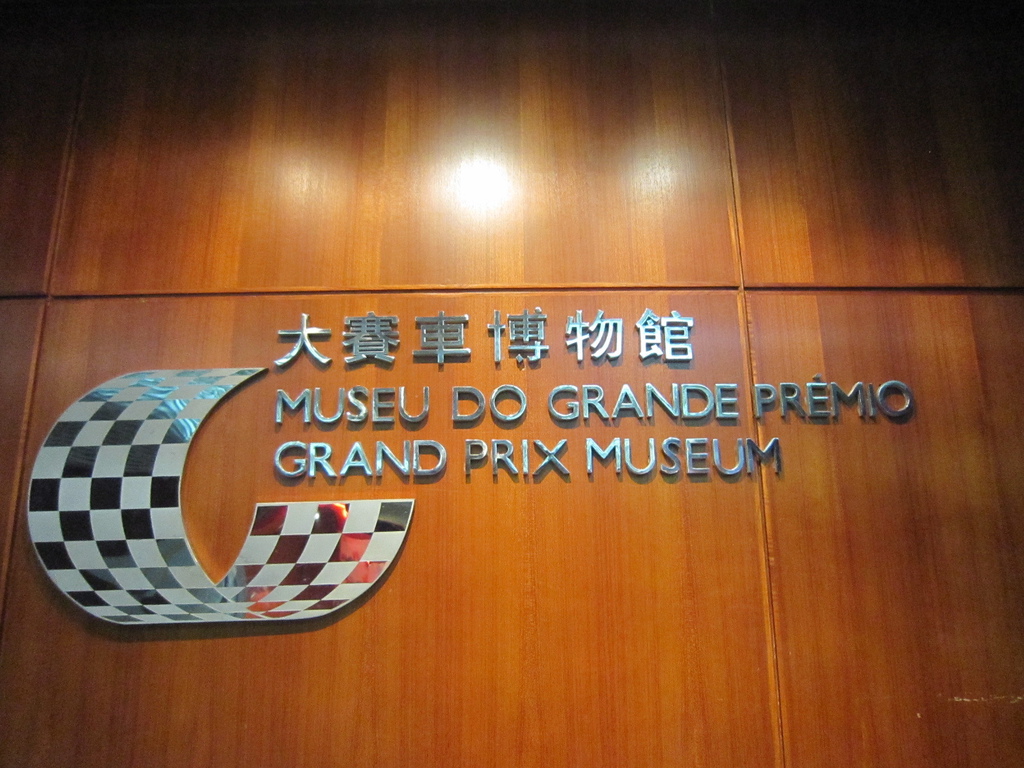 大賽車博物館
MUSEU DO GRANDE PRÉMIO
GRAND PRIX MUSEUM